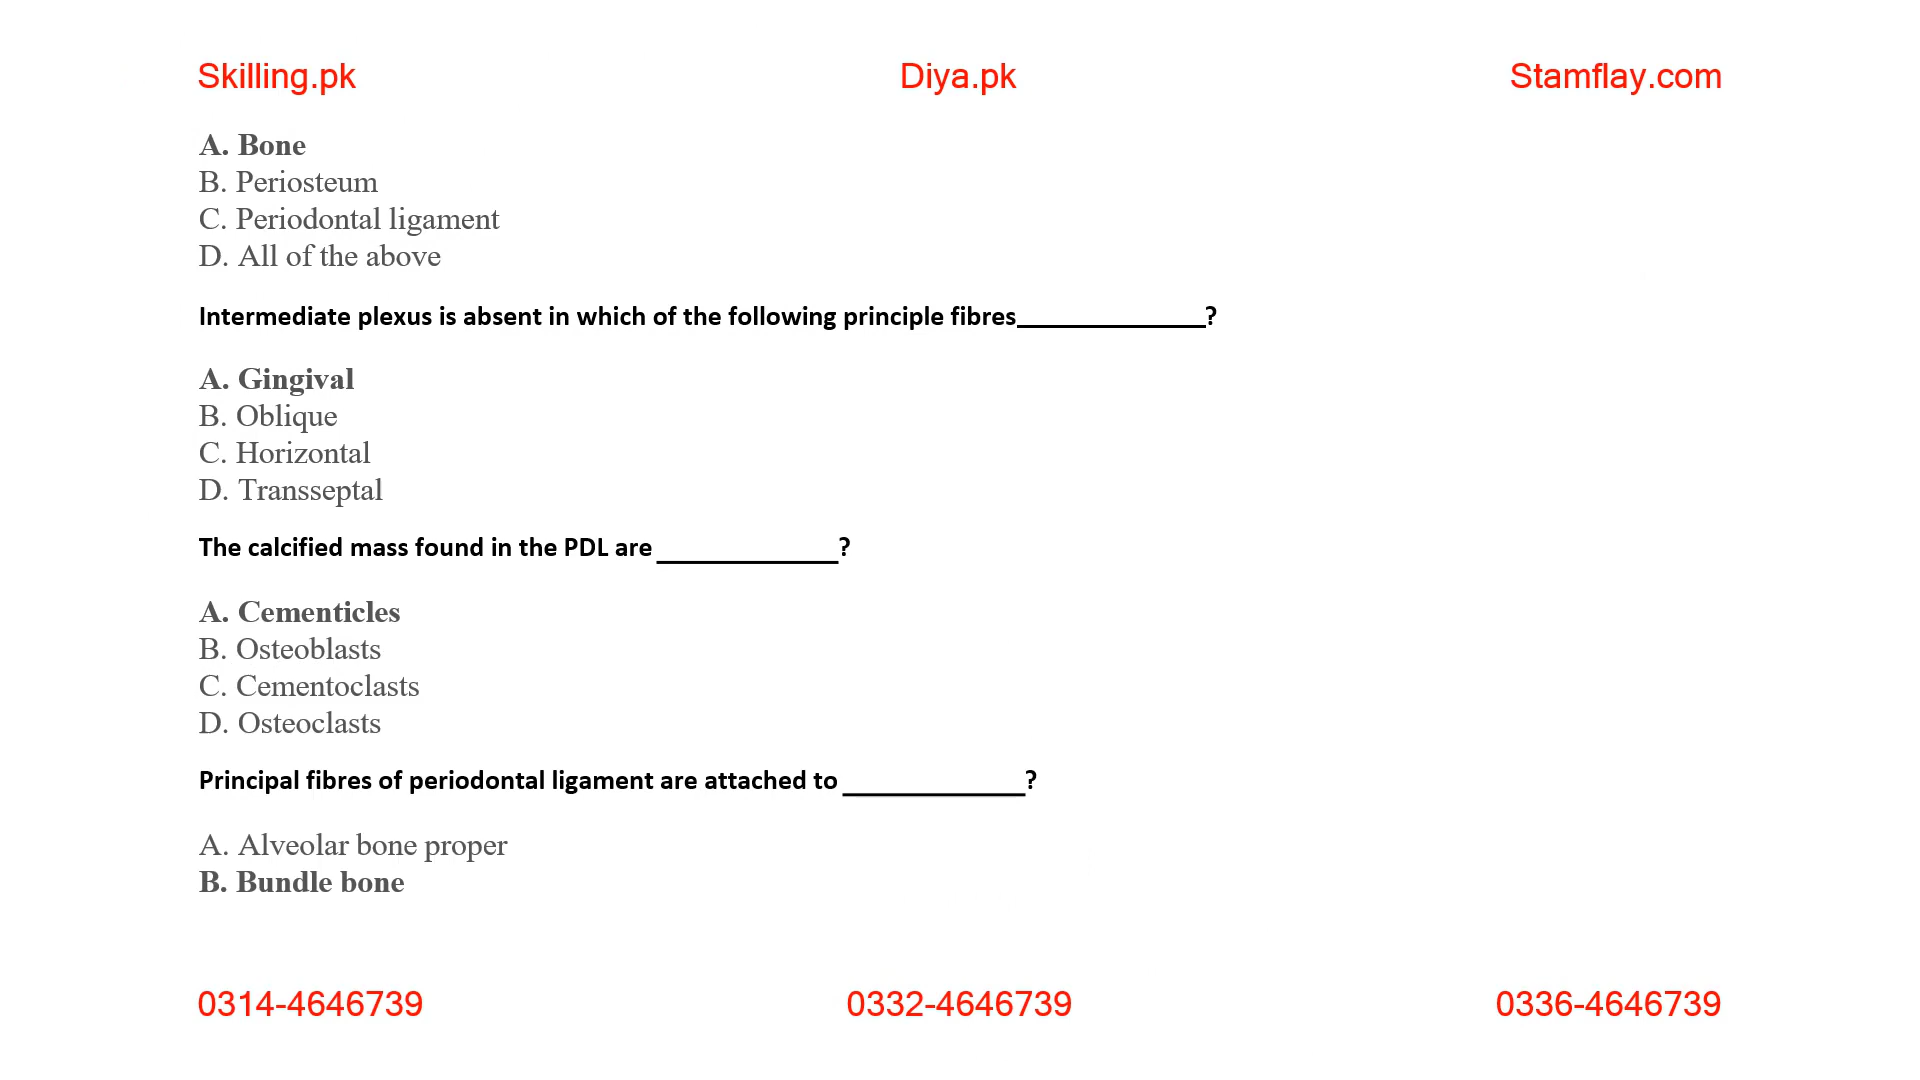 Skilling.pk Diya.pk Stamflay.com
A. Bone
B. Periosteum
C. Periodontal ligament
D. All of the above
Intermediate plexus is absent in which of the following principle fibres______________?
A. Gingival
B. Oblique
C. Horizontal
D. Transseptal
The calcified mass found in the PDL are _____________?
A. Cementicles
B. Osteoblasts
C. Cementoclasts
D. Osteoclasts
Principal fibres of periodontal ligament are attached to _____________?
A. Alveolar bone proper
B. Bundle bone
0314-4646739 0332-4646739 0336-4646739